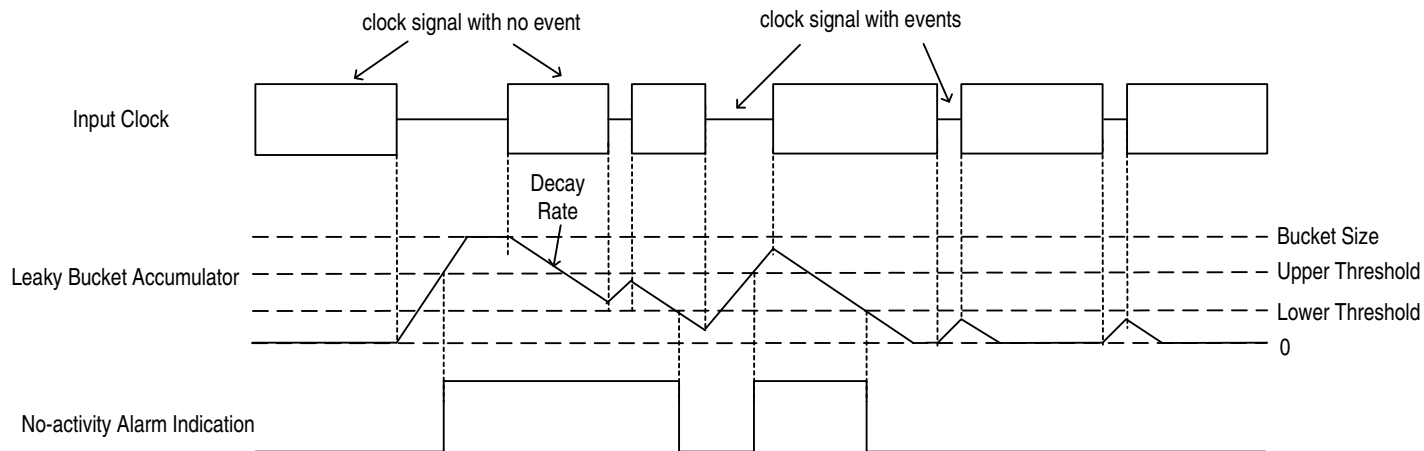 clock signal with no event
clock signal with events
Input Clock
Decay
Rate
Bucket Size
Leaky Bucket Accumulator
Upper Threshold
Lower Threshold
0
No-activity Alarm Indication